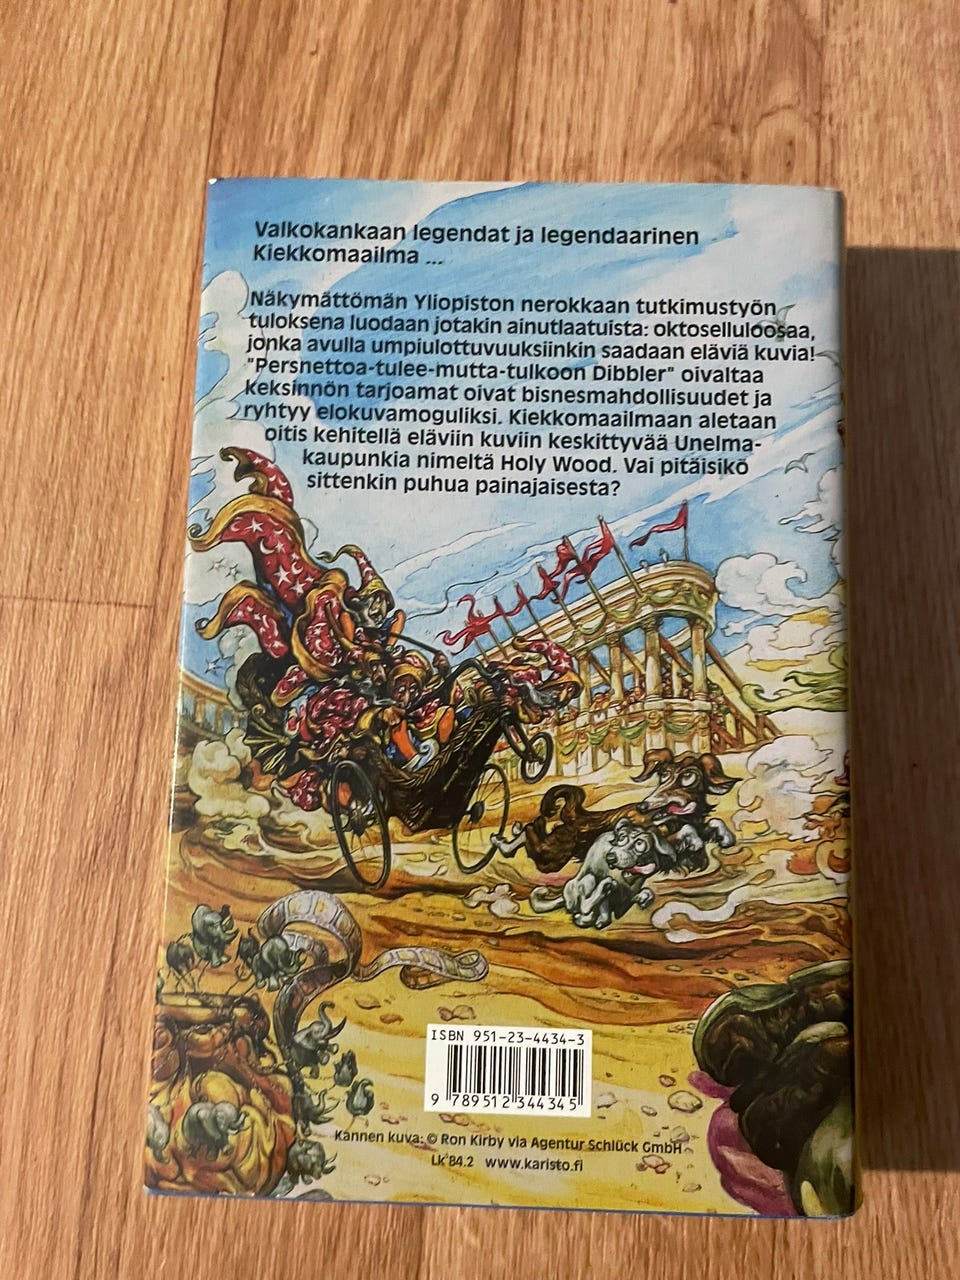 Valkokankaan legendat ja legendaarinen
Kiekkomaailma ...
Näkymättömän Yliopiston nerokkaan tutkimustyön
tuloksena luodaan jotakin ainutlaatuista: oktoselluloosaa,
jonka avulla umpiulottuvuuksiinkin saadaan eläviä kuvia!
"Persnettoa-tulee-mutta-tulkoon Dibbler" oivaltaa
keksinnön tarjoamat oivat bisnesmahdollisuudet ja
ryhtyy elokuvamoguliksi. Kiekkomaailmaan aletaan
oitis kehitellä eläviin kuviin keskittyvää Unelma-
kaupunkia nimeltä Holy Wood. Vai pitäisikö
sittenkin puhua painajaisesta?
ISBN 951-23-4434-3
9 789512 344345
Kannen kuva: © Ron Kirby via Agentur Schlück GmbH
Lk 84.2 www.karisto.fi